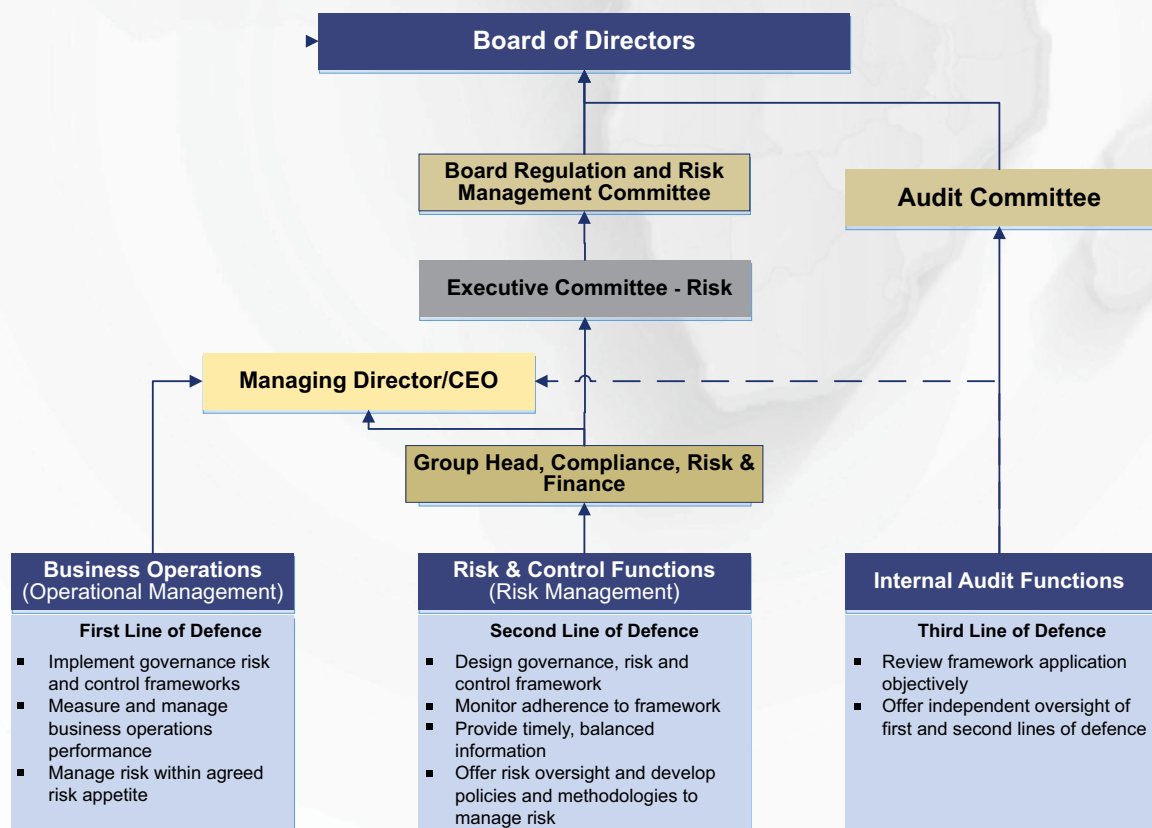 Board of Directors
Board Regulation and Risk
Management Committee
Audit Committee
Executive Committee - Risk
Managing Director/CEO
Group Head, Compliance, Risk &
Finance
Business Operations
(Operational Management)
First Line of Defence
▪ Implement governance risk
and control frameworks
▪ Measure and manage
business operations
performance
▪ Manage risk within agreed
risk appetite
Risk & Control Functions
(Risk Management)
Second Line of Defence
▪ Design governance, risk and
control framework
▪ Monitor adherence to framework
▪ Provide timely, balanced
information
▪ Offer risk oversight and develop
policies and methodologies to
manage risk
Internal Audit Functions
Third Line of Defence
▪ Review framework application
objectively
▪ Offer independent oversight of
first and second lines of defence